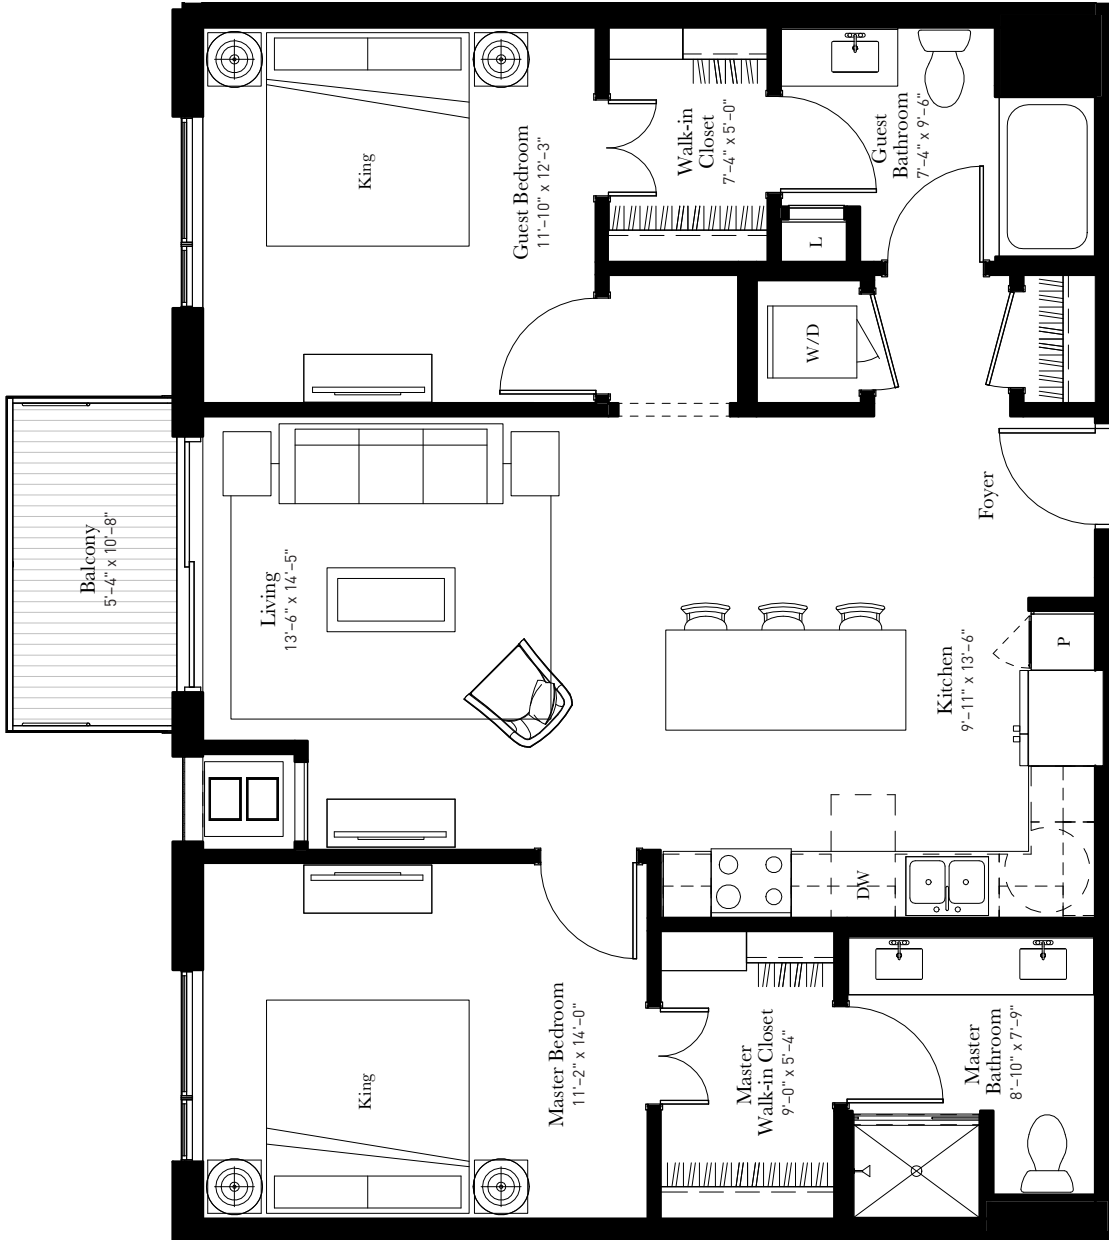 King
Guest Bedroom
11'-10" x 12'-3"
Walk-in
Closet
7'-4" x 5'-0"
Guest
Bathroom
7'-4" x 9'-6"
L
W/D
Balcony
5'-4" x 10'-8"
Living
13'-6" x 14'-5"
Foyer
Kitchen
9'-11" x 13'-6"
P
DW
King
Master Bedroom
11'-2" x 14'-0"
Master
Walk-in Closet
9'-0" x 5'-4"
Master
Bathroom
8'-10" x 7'-9"